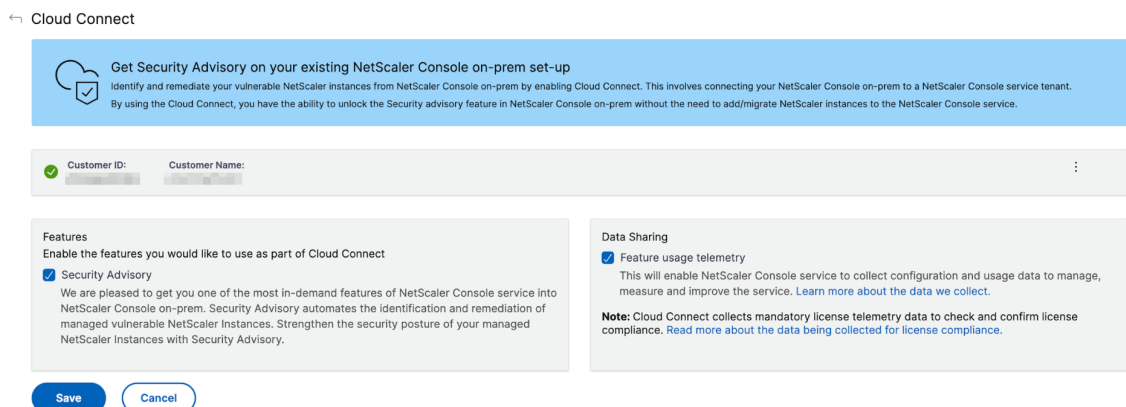 Cloud Connect
Get Security Advisory on your existing NetScaler Console on-prem set-up
Identify and remediate your vulnerable NetScaler instances from NetScaler Console on-prem by enabling Cloud Connect. This involves connecting your NetScaler Console on-prem to a NetScaler Console service tenant.
By using the Cloud Connect, you have the ability to unlock the Security advisory feature in NetScaler Console on-prem without the need to add/migrate NetScaler instances to the NetScaler Console service.
Customer ID:
Customer Name:
Features
Enable the features you would like to use as part of Cloud Connect
Security Advisory
We are pleased to get you one of the most in-demand features of NetScaler Console service into
NetScaler Console on-prem. Security Advisory automates the identification and remediation of
managed vulnerable NetScaler Instances. Strengthen the security posture of your managed
NetScaler Instances with Security Advisory.
Data Sharing
Feature usage telemetry
This will enable NetScaler Console service to collect configuration and usage data to manage,
measure and improve the service. Learn more about the data we collect.
Note: Cloud Connect collects mandatory license telemetry data to check and confirm license
compliance. Read more about the data being collected for license compliance.
Save
Cancel